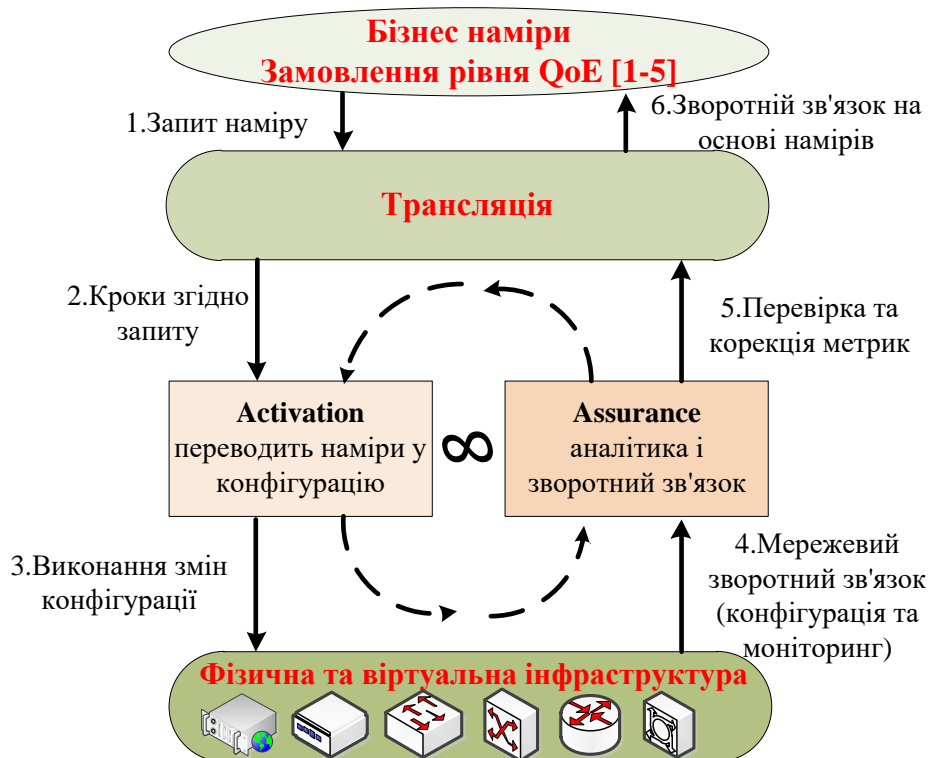 Бізнес наміри
Замовлення рівня QoE [1-5]
1.Запит наміру
6.Зворотній зв'язок на
основі намірів
Трансляція
2.Кроки згідно
запиту
5.Перевірка та
корекція метрик
Activation
переводить наміри у
конфігурацію
∞
Assurance
аналітика і
зворотний зв'язок
3.Виконання змін
конфігурації
4.Мережевий
зворотний зв'язок
(конфігурація та
моніторинг)
Фізична та віртуальна інфраструктура